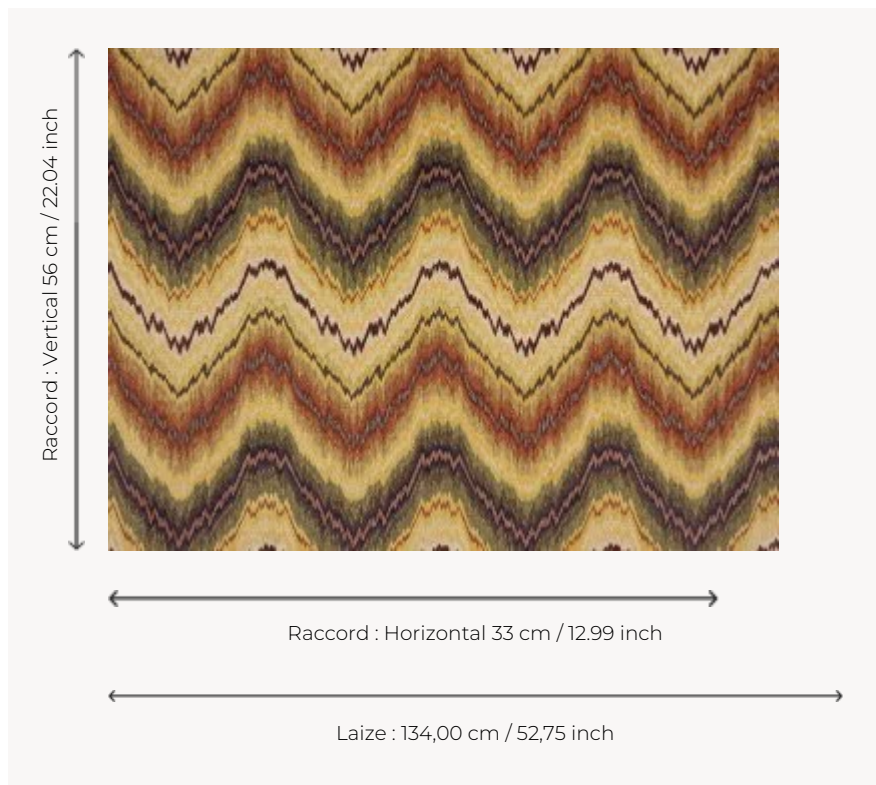 Raccord : Vertical 56 cm / 22.04 inch
Raccord : Horizontal 33 cm / 12.99 inch
Laize : 134,00 cm / 52,75 inch